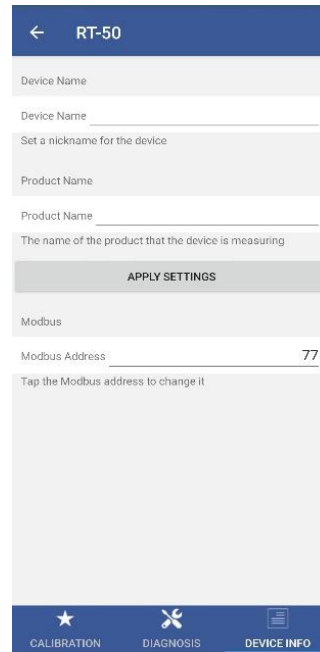 RT-50
Device Name
Device Name
Set a nickname for the device
Product Name
Product Name
The name of the product that the device is measuring
APPLY SETTINGS
Modbus
Modbus Address 77
Tap the Modbus address to change it
CALIBRATION DIAGNOSIS DEVICE INFO